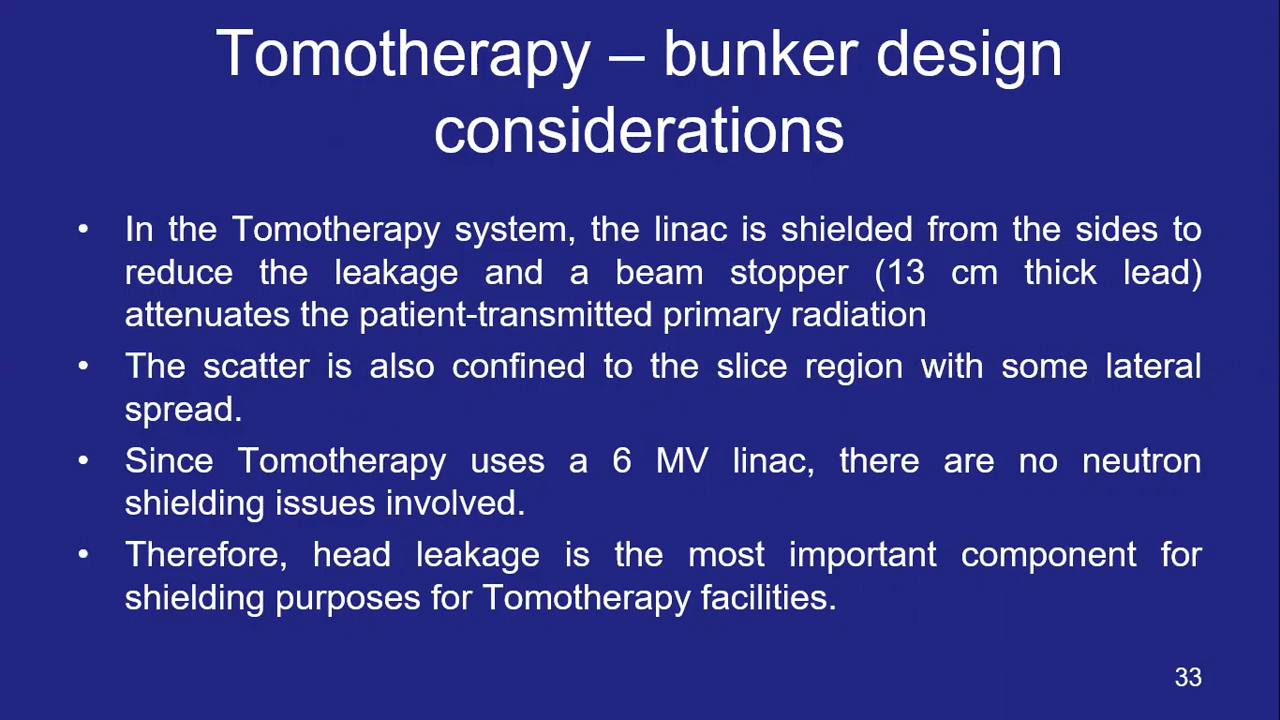 Tomotherapy – bunker design
considerations
• In the Tomotherapy system, the linac is shielded from the sides to
reduce the leakage and a beam stopper (13 cm thick lead)
attenuates the patient-transmitted primary radiation
• The scatter is also confined to the slice region with some lateral
spread.
• Since Tomotherapy uses a 6 MV linac, there are no neutron
shielding issues involved.
• Therefore, head leakage is the most important component for
shielding purposes for Tomotherapy facilities.
33